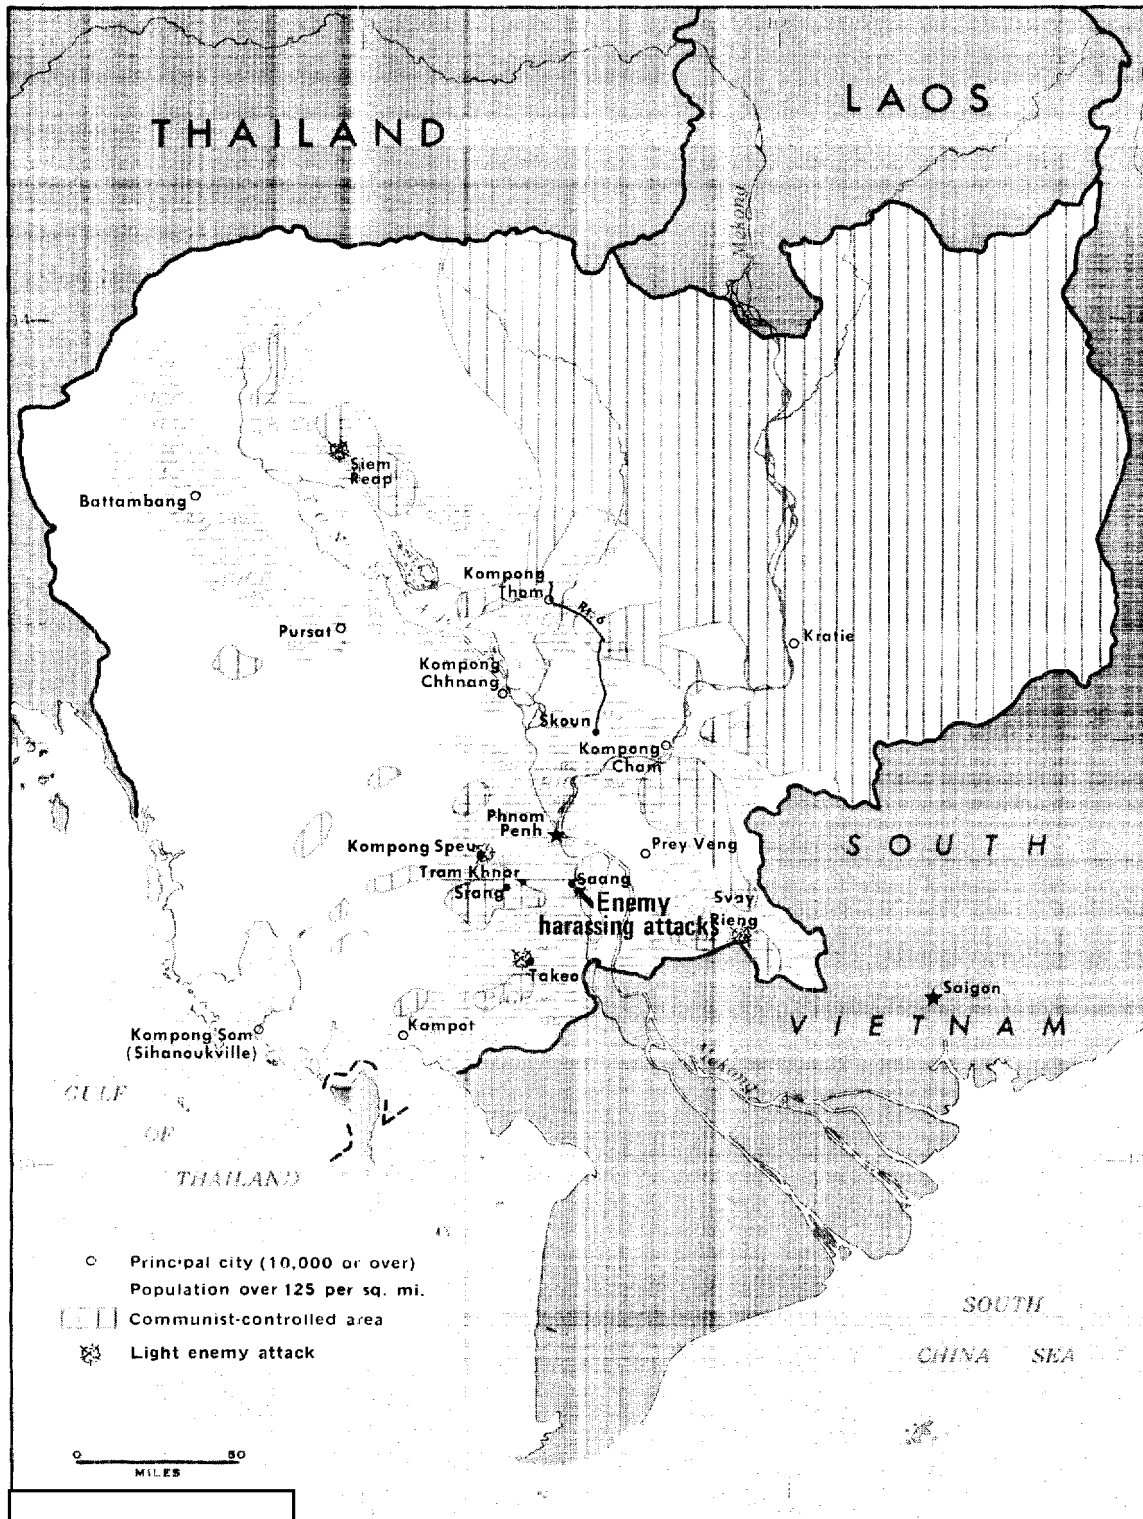 LAOS
THAILAND
Mekong
Siem
Reap
Battambang
Kompong
Thom
Rt. 6
Pursat
Kratie
Kompong
Chhnang
Skoun
Kompong
Cham
Phnom
Penh
SOUTH
Prey Veng
Kompong Speu
Tram Khnor
Srang
Saang
Svay
Rieng
Enemy
harassing attacks
Takeo
Saigon
VIETNAM
Kompong Som
(Sihanoukville)
Kampot
Mekong
GULF
OF
THAILAND
Principal city (10,000 or over)
Population over 125 per sq. mi.
Communist-controlled area
Light enemy attack
SOUTH
CHINA SEA
0 50
MILES